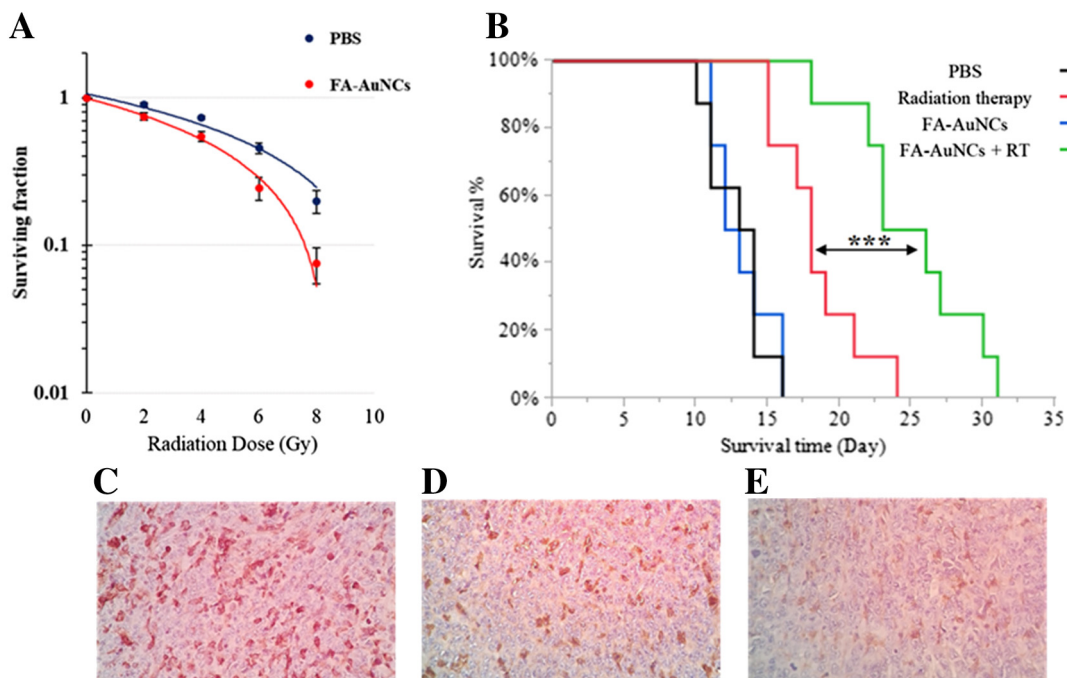 A
PBS
FA-AuNCs
1
0.1
0.01
Surviving fraction
0
2
4
6
8
10
Radiation Dose (Gy)
B
100%
80%
60%
40%
20%
0%
Survival %
PBS
Radiation therapy
FA-AuNCs
FA-AuNCs + RT
***
0
5
10
15
20
25
30
35
Survival time (Day)
C
D
E